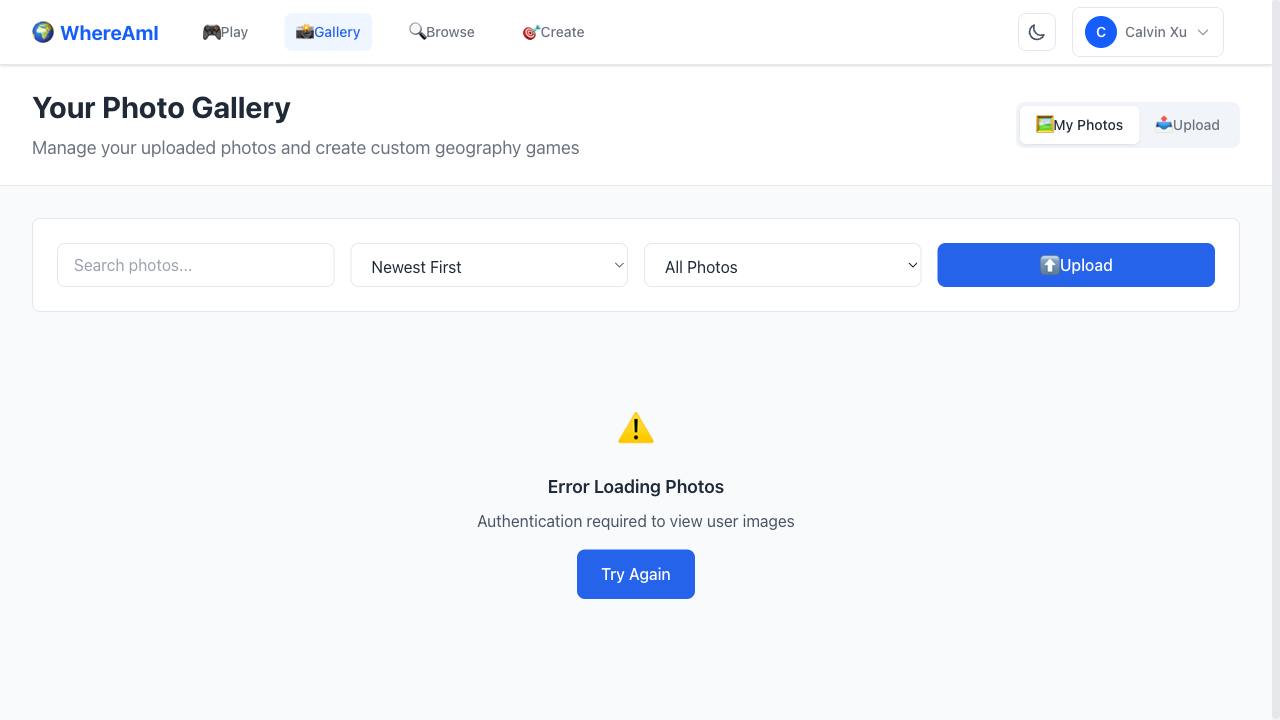 WhereAmI
Play
Gallery
Browse
Create
C
Calvin Xu
Your Photo Gallery
Manage your uploaded photos and create custom geography games
My Photos
Upload
Search photos...
Newest First
All Photos
Upload
Error Loading Photos
Authentication required to view user images
Try Again